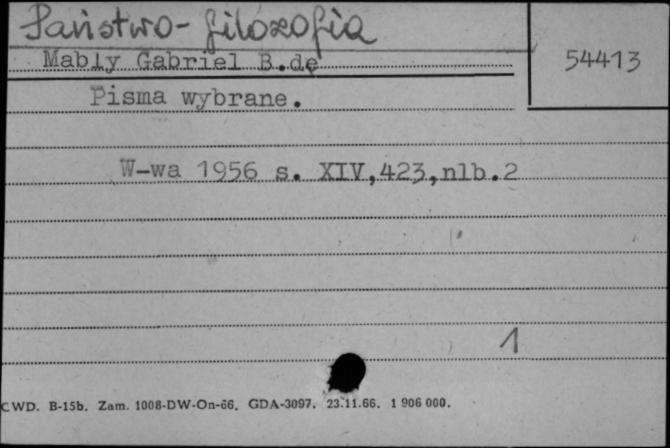 Państwo-filozofia
54413
Mably Gabriel B.de
Pisma wybrane.
W-wa 1956 s. XIV,423,nlb.2
1
CWD. B-15b. Zam. 1008-DW-On-66. GDA-3097. 23.11.66. 1 906 000.